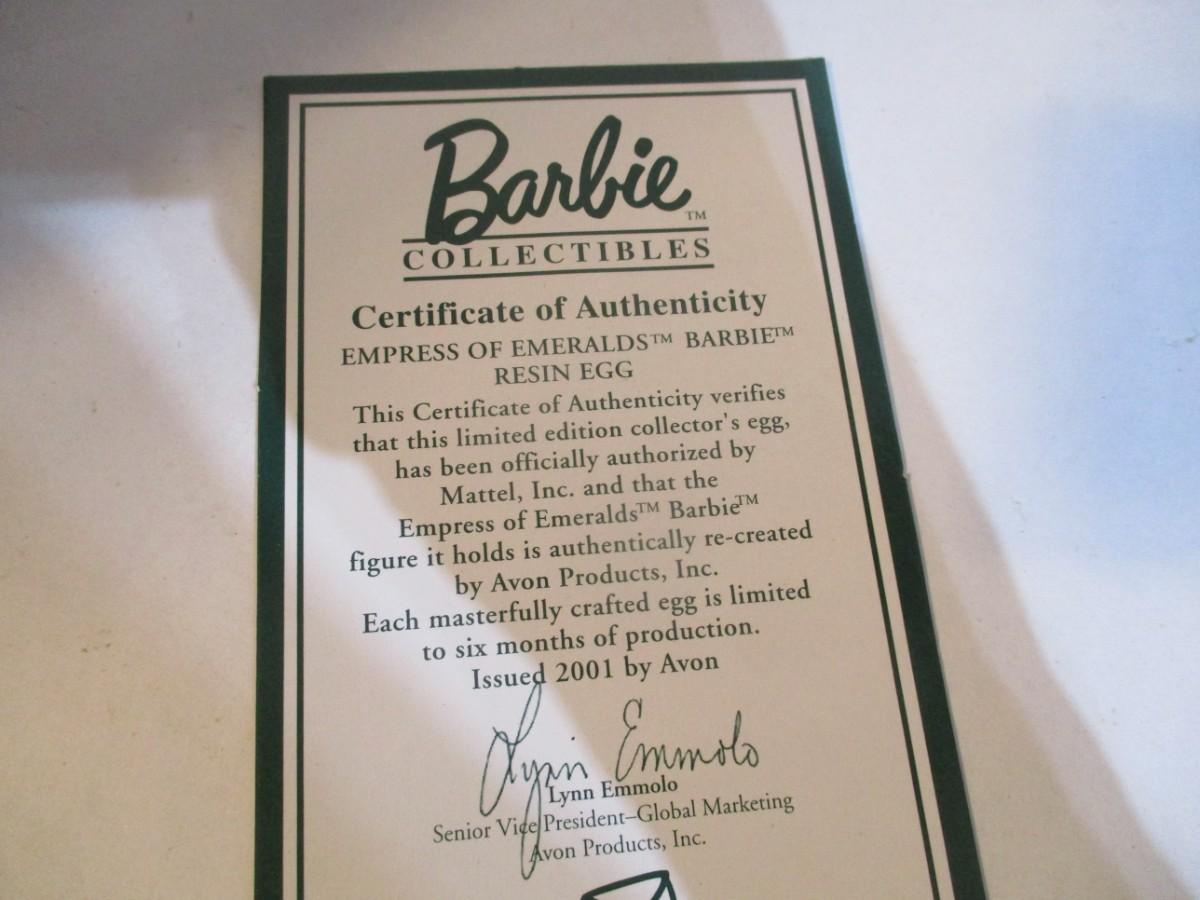 Barbie™
COLLECTIBLES
Certificate of Authenticity
EMPRESS OF EMERALDS™ BARBIE™
RESIN EGG
This Certificate of Authenticity verifies
that this limited edition collector's egg,
has been officially authorized by
Mattel, Inc. and that the
Empress of Emeralds™ Barbie™
figure it holds is authentically re-created
by Avon Products, Inc.
Each masterfully crafted egg is limited
to six months of production.
Issued 2001 by Avon
Lynn Emmolo
Lynn Emmolo
Senior Vice President–Global Marketing
Avon Products, Inc.